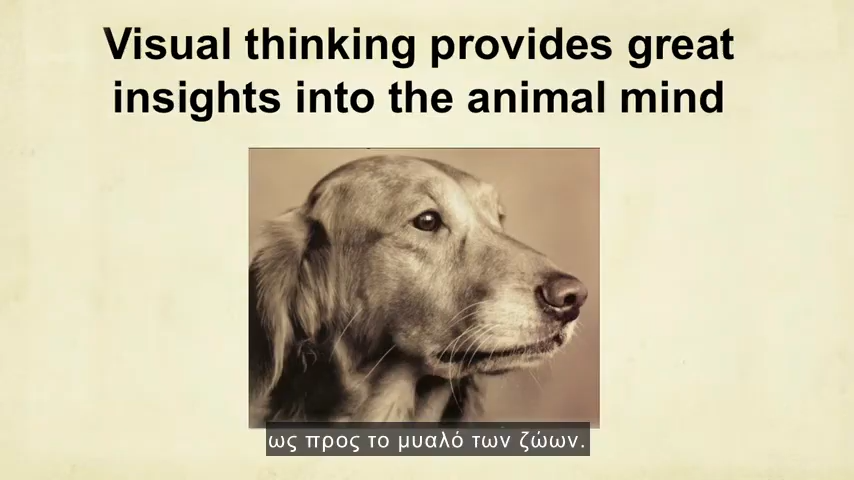 Visual thinking provides great
insights into the animal mind
ως προς το μυαλό των ζώων.